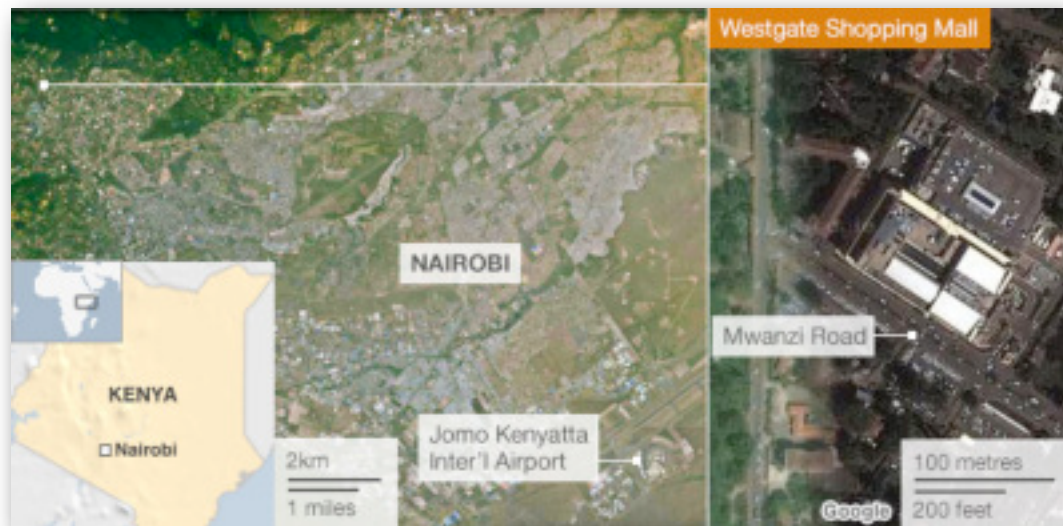 Westgate Shopping Mall
NAIROBI
Mwanzi Road
KENYA
Nairobi
Jomo Kenyatta
Inter'l Airport
2km
1 miles
100 metres
200 feet
Google